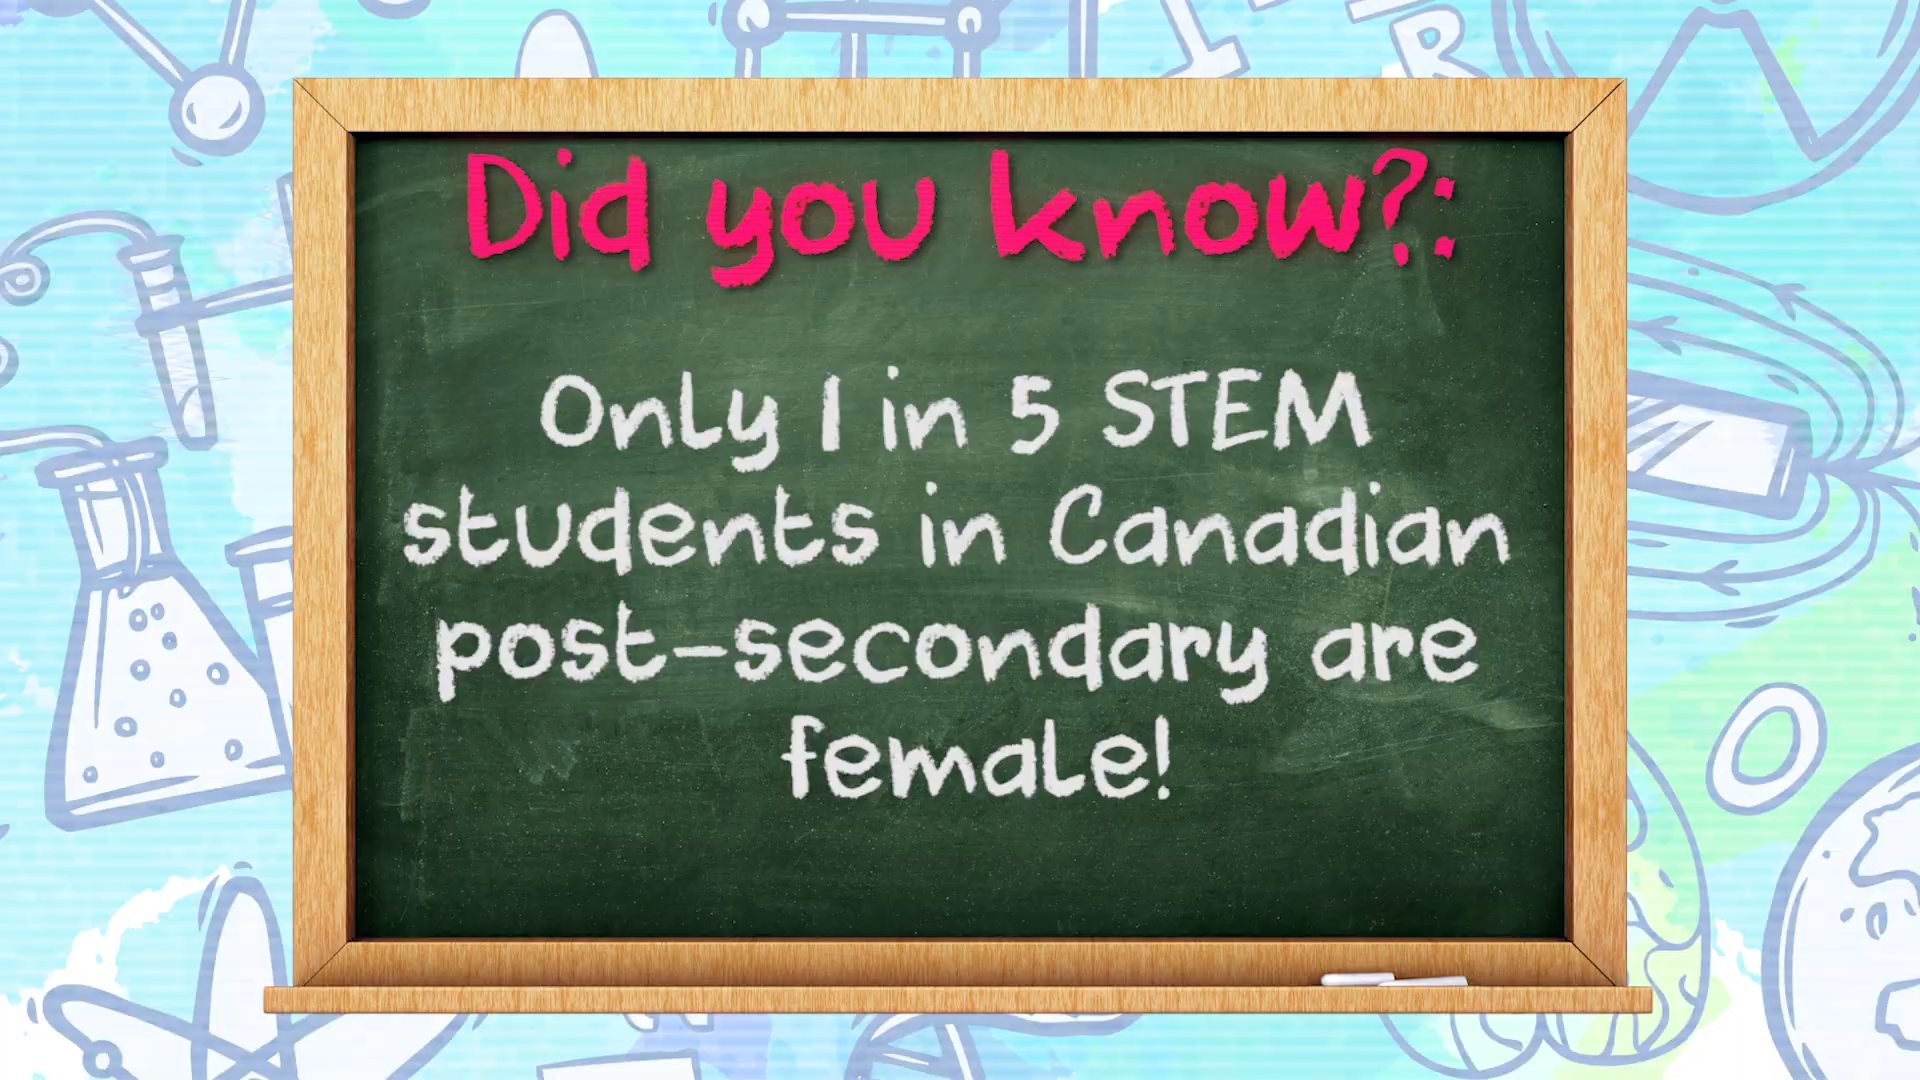 Did you know?:
Only 1 in 5 STEM
students in Canadian
post-secondary are
female!